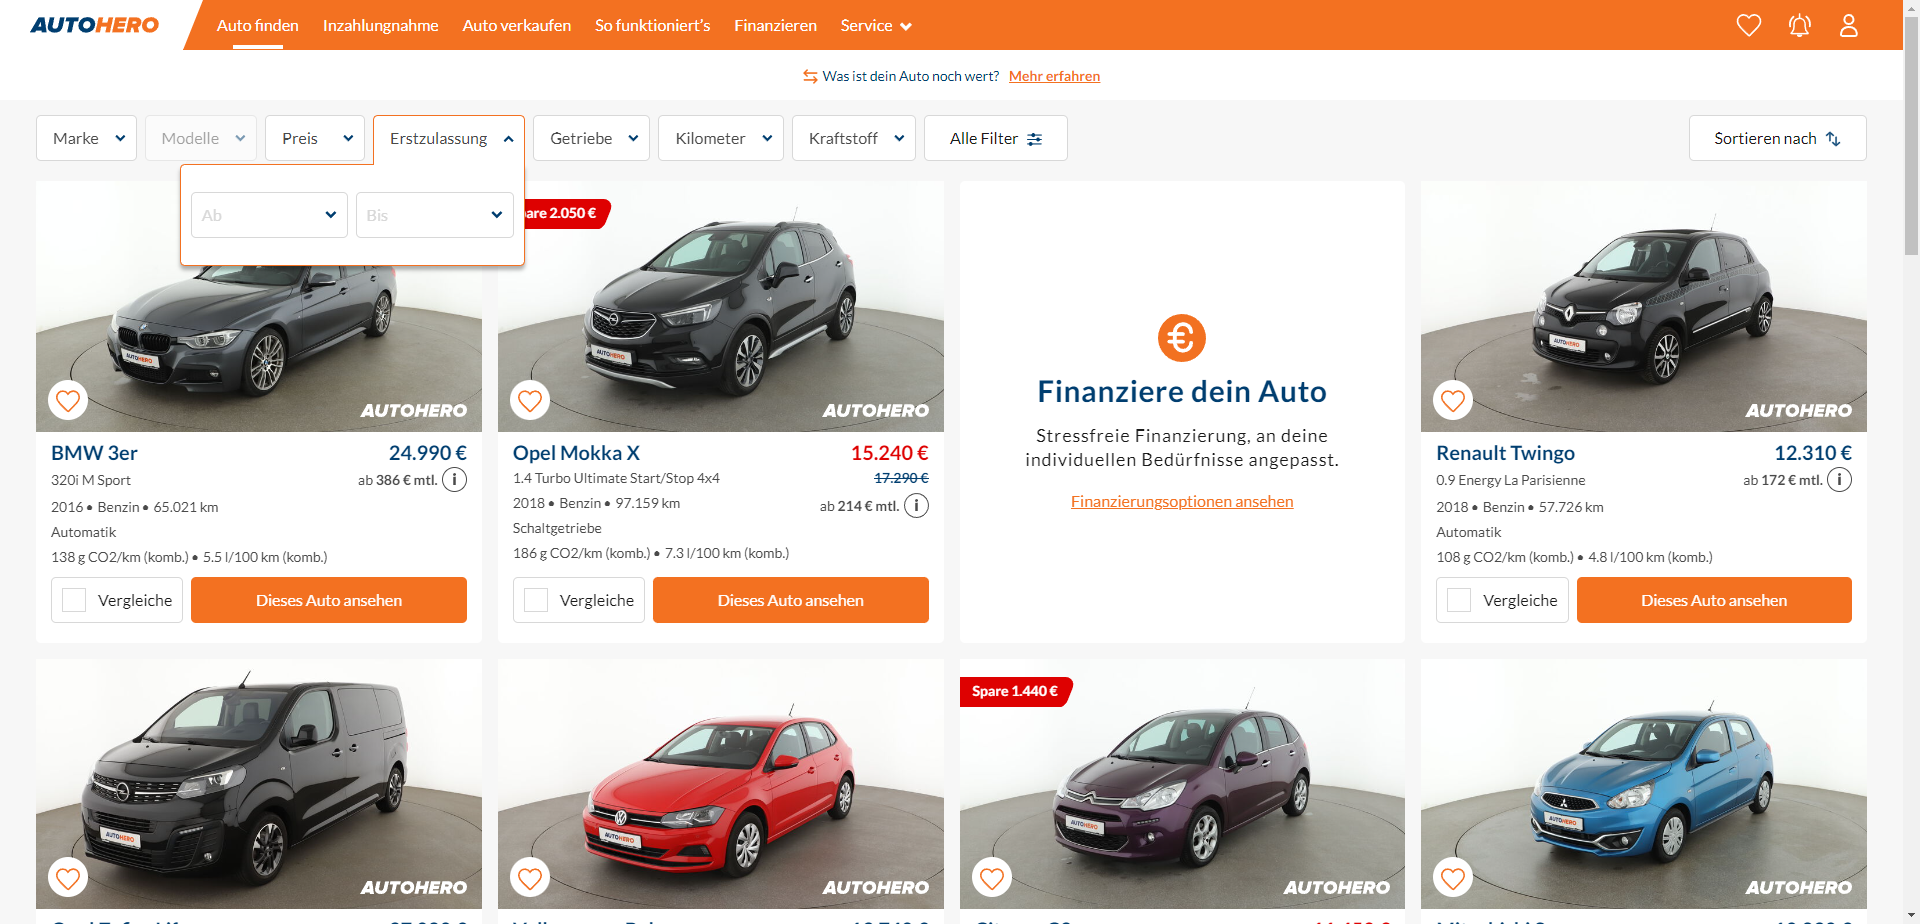 AUTOHERO
Auto finden
Inzahlungnahme
Auto verkaufen
So funktioniert's
Finanzieren
Service
Was ist dein Auto noch wert? Mehr erfahren
Marke
Modelle
Preis
Erstzulassung
Getriebe
Kilometer
Kraftstoff
Alle Filter
Sortieren nach
Ab
Bis
AUTOHERO
BMW 3er
24.990 €
320i M Sport
ab 386 € mtl.
2016 • Benzin • 65.021 km
Automatik
138 g CO2/km (komb.) • 5.5 l/100 km (komb.)
Vergleiche
Dieses Auto ansehen
2.050 €
AUTOHERO
Opel Mokka X
15.240 €
1.4 Turbo Ultimate Start/Stop 4x4
17.290 €
2018 • Benzin • 97.159 km
ab 214 € mtl.
Schaltgetriebe
186 g CO2/km (komb.) • 7.3 l/100 km (komb.)
Vergleiche
Dieses Auto ansehen
Finanziere dein Auto
Stressfreie Finanzierung, an deine
individuellen Bedürfnisse angepasst.
Finanzierungsoptionen ansehen
AUTOHERO
Renault Twingo
12.310 €
0.9 Energy La Parisienne
ab 172 € mtl.
2018 • Benzin • 57.726 km
Automatik
108 g CO2/km (komb.) • 4.8 l/100 km (komb.)
Vergleiche
Dieses Auto ansehen
AUTOHERO
AUTOHERO
Spare 1.440 €
AUTOHERO
AUTOHERO